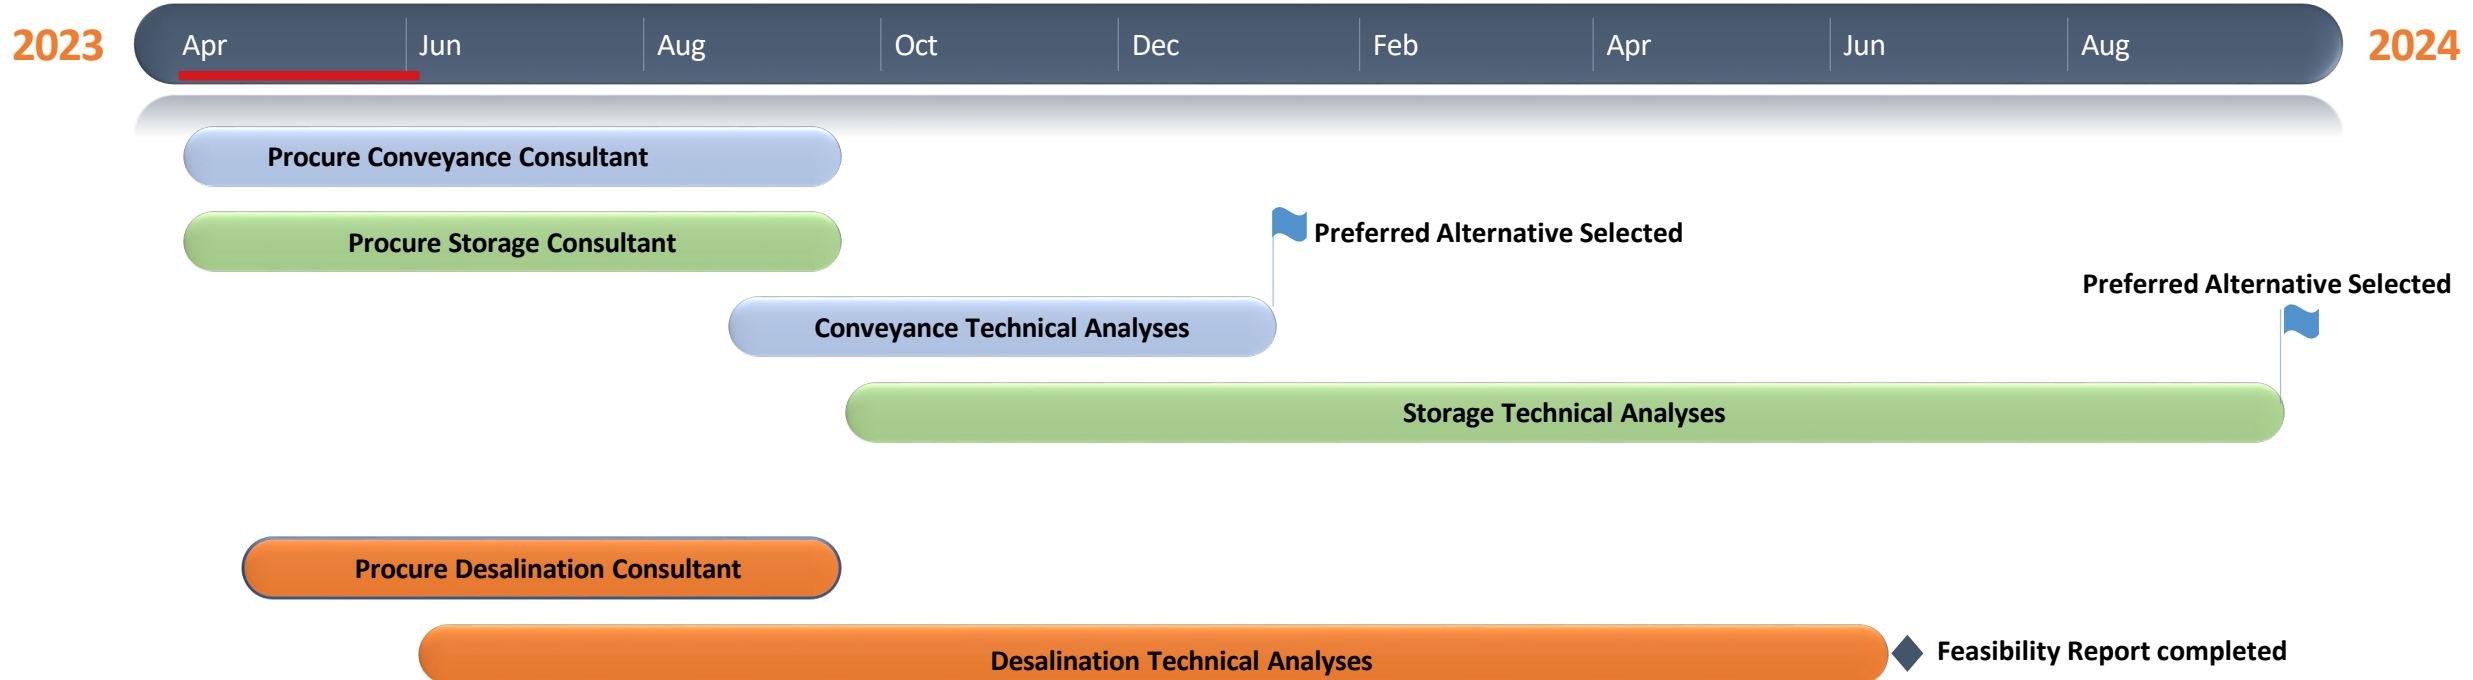 2023 Apr Jun Aug Oct Dec Feb Apr Jun Aug 2024
Procure Conveyance Consultant
Procure Storage Consultant
Preferred Alternative Selected
Preferred Alternative Selected
Conveyance Technical Analyses
Storage Technical Analyses
Procure Desalination Consultant
Desalination Technical Analyses
Feasibility Report completed